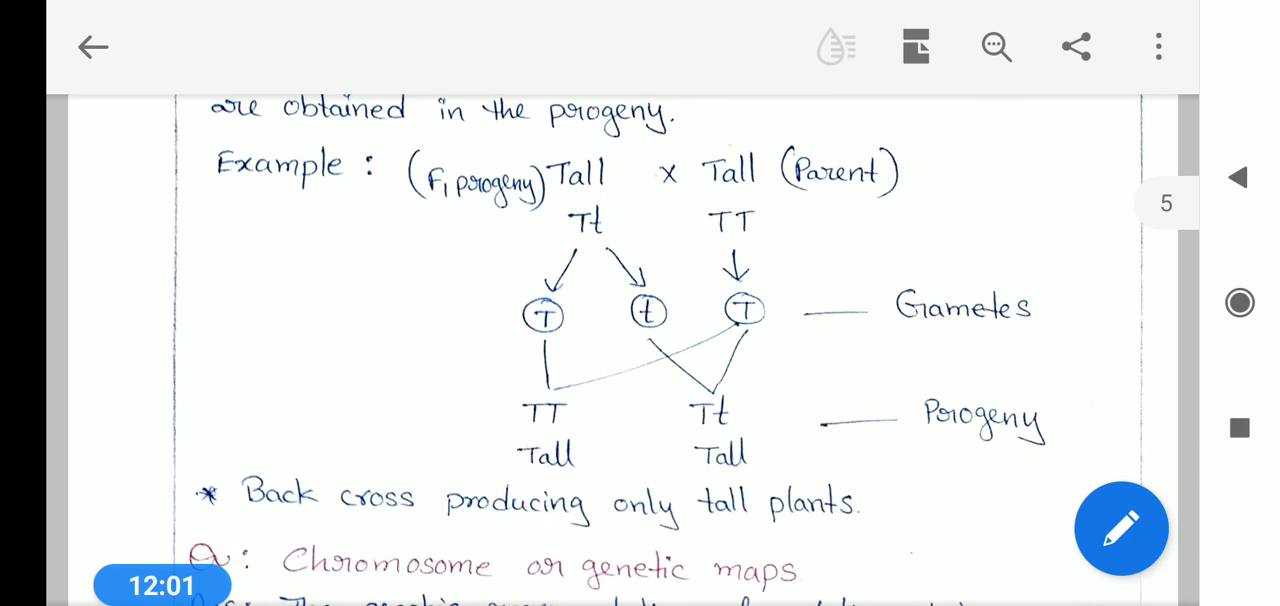 are obtained in the progeny.
Example : (F1 progeny) Tall x Tall (Parent)
Tt TT
T t T — Gametes
TT Tt — Progeny
Tall Tall
* Back cross producing only tall plants.
Q: Chromosome or genetic maps
5
12:01